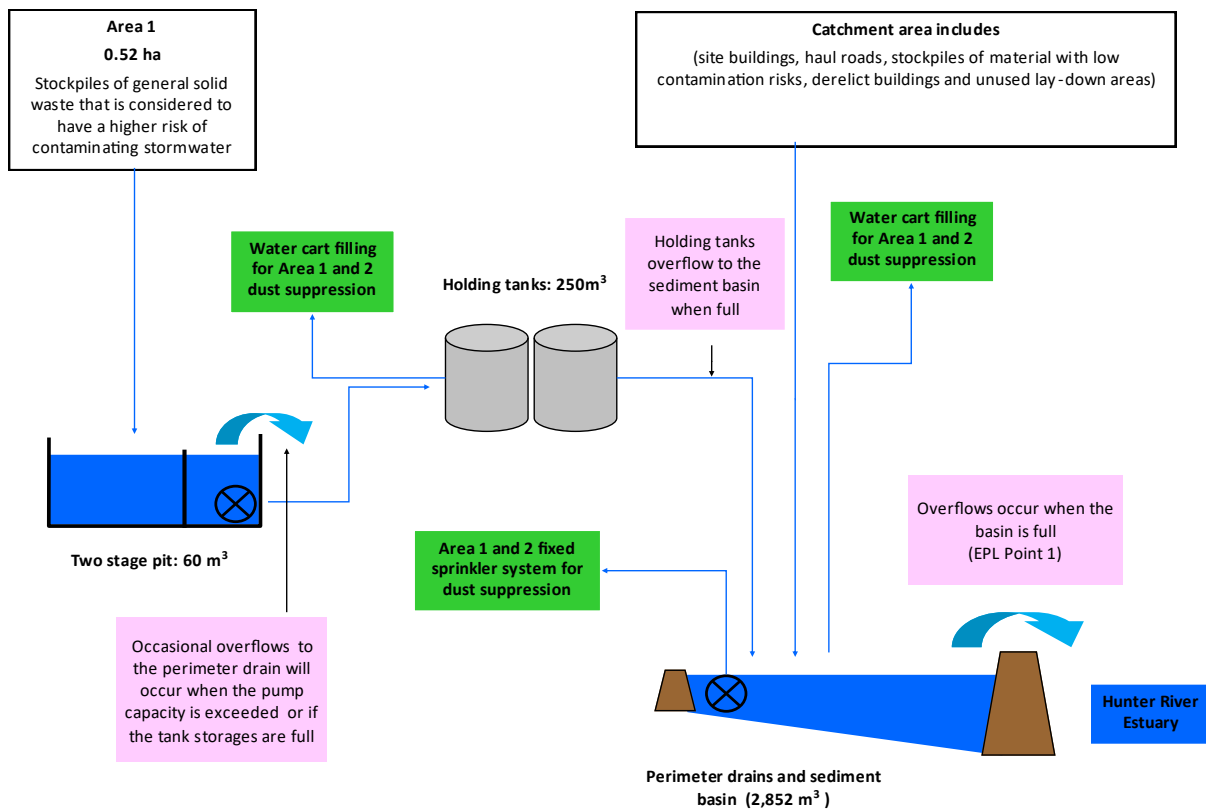 Area 1
0.52 ha
Stockpiles of general solid
waste that is considered to
have a higher risk of
contaminating stormwater
Catchment area includes
(site buildings, haul roads, stockpiles of material with low
contamination risks, derelict buildings and unused lay-down areas)
Water cart filling
for Area 1 and 2
dust suppression
Holding tanks: 250m³
Holding tanks
overflow to the
sediment basin
when full
Water cart filling
for Area 1 and 2
dust suppression
Two stage pit: 60 m³
Area 1 and 2 fixed
sprinkler system for
dust suppression
Overflows occur when the
basin is full
(EPL Point 1)
Occasional overflows to
the perimeter drain will
occur when the pump
capacity is exceeded or if
the tank storages are full
Hunter River
Estuary
Perimeter drains and sediment
basin (2,852 m³ )